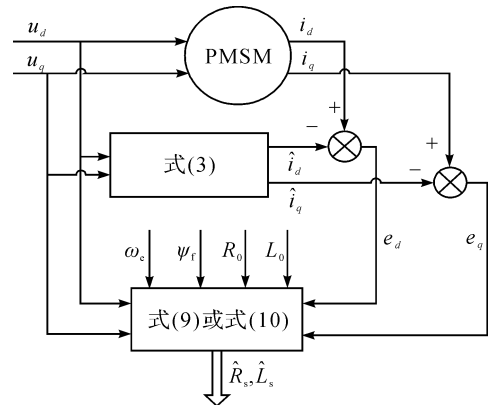 u_d
u_q
PMSM
i_d
i_q
+
−
+
−
式(3)
î_d
î_q
ω_e
ψ_f
R_0
L_0
e_d
e_q
式(9)或式(10)
R̂_s,L̂_s